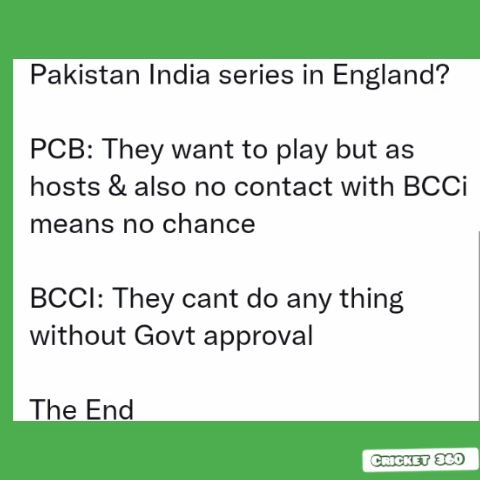 Pakistan India series in England?
PCB: They want to play but as
hosts & also no contact with BCCi
means no chance
BCCI: They cant do any thing
without Govt approval
The End
CRICKET 360